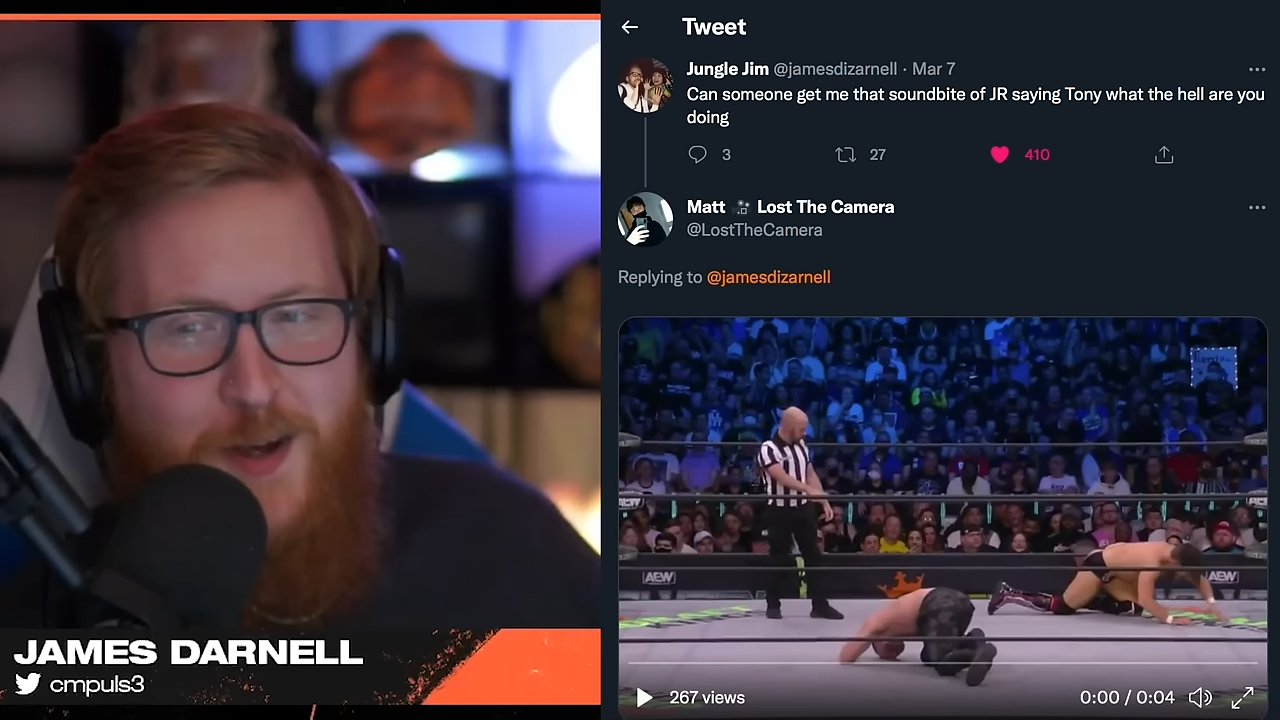 JAMES DARNELL
cmpuls3
Tweet
Jungle Jim @jamesdizarnell · Mar 7
Can someone get me that soundbite of JR saying Tony what the hell are you
doing
3 27 410
Matt Lost The Camera
@LostTheCamera
Replying to @jamesdizarnell
AEW AEW
267 views 0:00 / 0:04